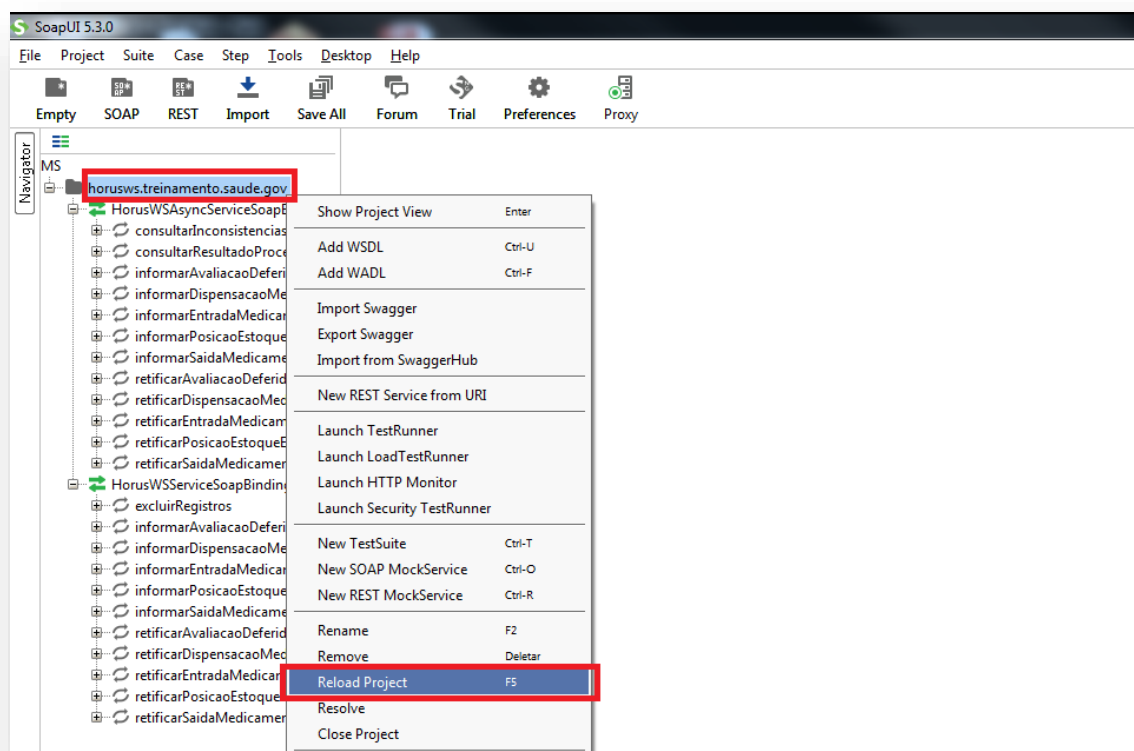 SoapUI 5.3.0
File Project Suite Case Step Tools Desktop Help
SO AP
RE ST
Empty SOAP REST Import Save All Forum Trial Preferences Proxy
Navigator
MS
horusws.treinamento.saude.gov
HorusWSAsyncServiceSoapB
consultarInconsistencias
consultarResultadoProce
informarAvaliacaoDeferi
informarDispensacaoMe
informarEntradaMedicar
informarPosicaoEstoque
informarSaidaMedicame
retificarAvaliacaoDeferid
retificarDispensacaoMed
retificarEntradaMedicam
retificarPosicaoEstoqueE
retificarSaidaMedicamer
HorusWSServiceSoapBinding
excluirRegistros
informarAvaliacaoDeferi
informarDispensacaoMe
informarEntradaMedicar
informarPosicaoEstoque
informarSaidaMedicame
retificarAvaliacaoDeferid
retificarDispensacaoMed
retificarEntradaMedicar
retificarPosicaoEstoque
retificarSaidaMedicamer
Show Project View Enter
Add WSDL Ctrl-U
Add WADL Ctrl-F
Import Swagger
Export Swagger
Import from SwaggerHub
New REST Service from URI
Launch TestRunner
Launch LoadTestRunner
Launch HTTP Monitor
Launch Security TestRunner
New TestSuite Ctrl-T
New SOAP MockService Ctrl-O
New REST MockService Ctrl-R
Rename F2
Remove Deletar
Reload Project F5
Resolve
Close Project